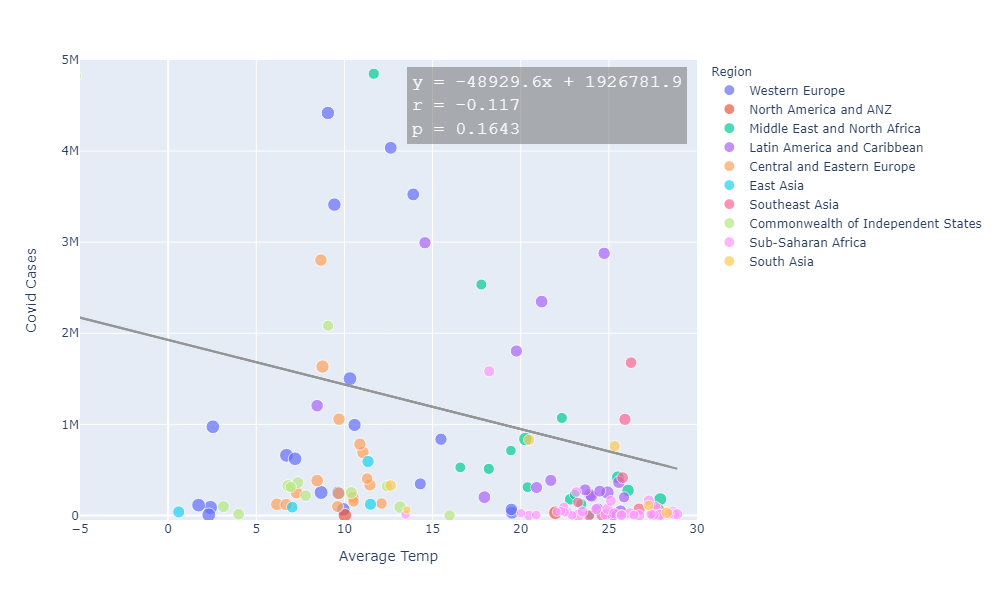 5M
4M
3M
2M
1M
0
−5
0
5
10
15
20
25
30
Covid Cases
Average Temp
y = −48929.6x + 1926781.9
r = −0.117
p = 0.1643
Region
Western Europe
North America and ANZ
Middle East and North Africa
Latin America and Caribbean
Central and Eastern Europe
East Asia
Southeast Asia
Commonwealth of Independent States
Sub-Saharan Africa
South Asia